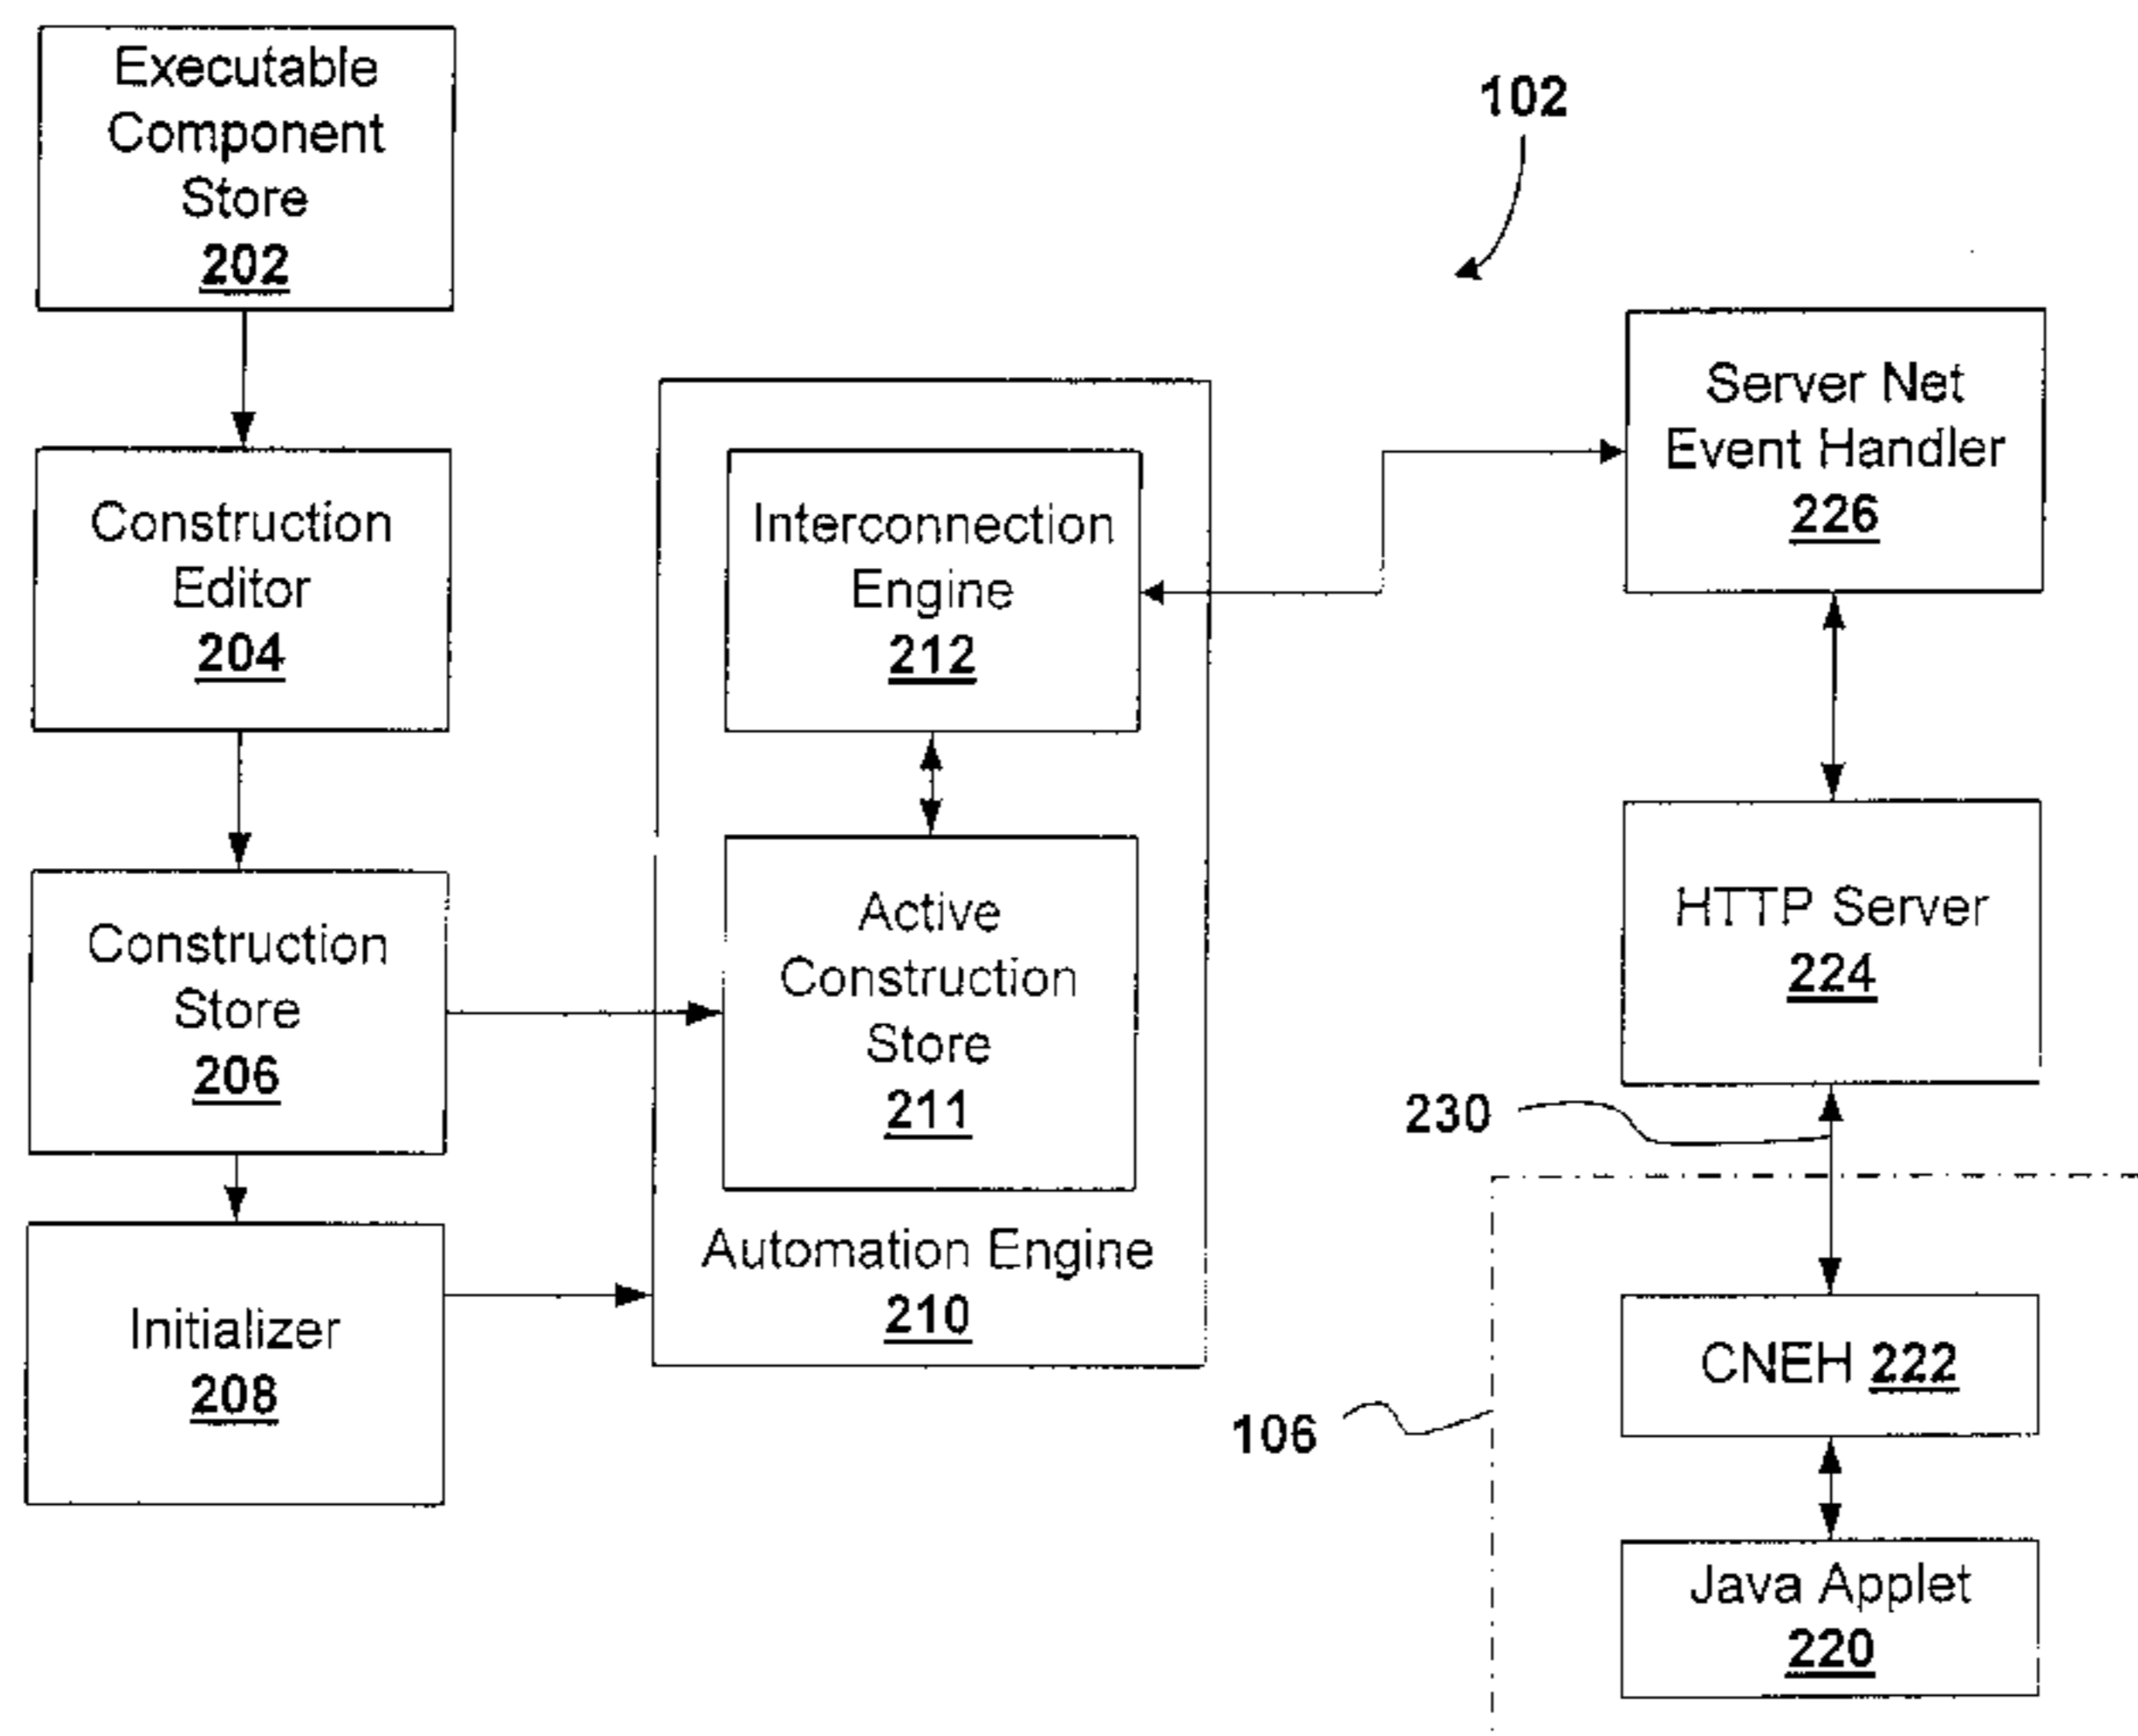 Executable
Component
Store
202
Construction
Editor
204
Construction
Store
206
Initializer
208
Interconnection
Engine
212
Active
Construction
Store
211
Automation Engine
210
102
Server Net
Event Handler
226
HTTP Server
224
230
106
CNEH 222
Java Applet
220